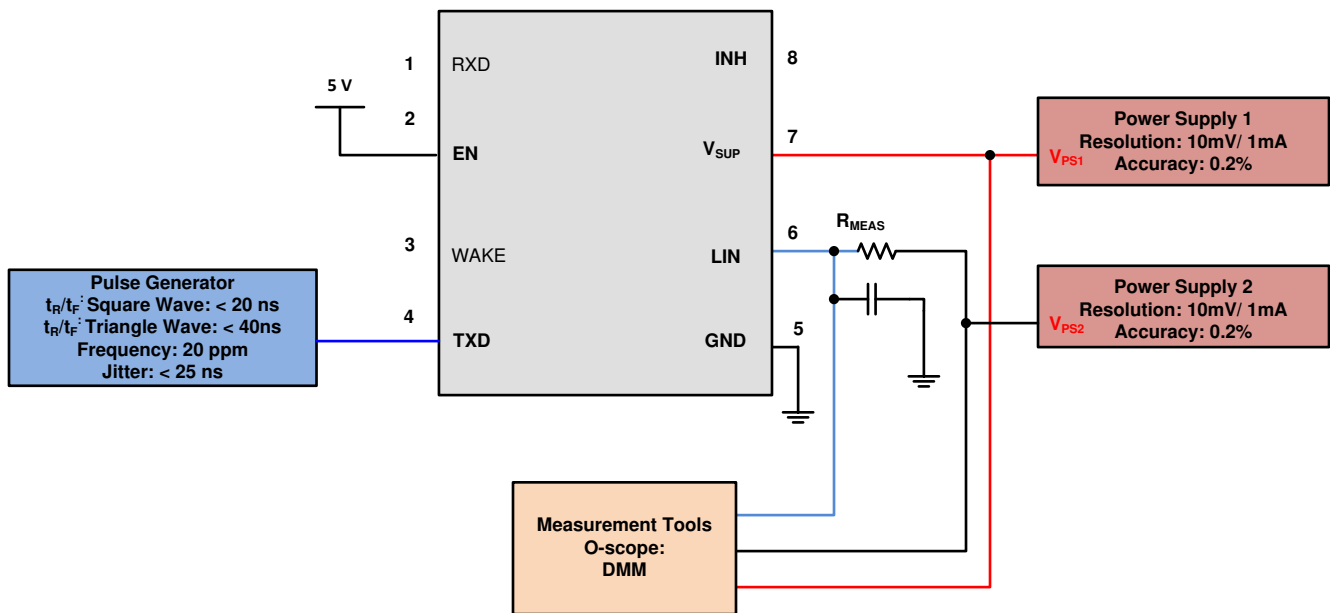 1
RXD
INH
8
5 V
2
EN
VSUP
7
Power Supply 1
Resolution: 10mV/ 1mA
VPS1
Accuracy: 0.2%
RMEAS
3
WAKE
LIN
6
Pulse Generator
tR/tF: Square Wave: < 20 ns
tR/tF: Triangle Wave: < 40ns
Frequency: 20 ppm
Jitter: < 25 ns
4
TXD
GND
5
Power Supply 2
Resolution: 10mV/ 1mA
VPS2
Accuracy: 0.2%
Measurement Tools
O-scope:
DMM